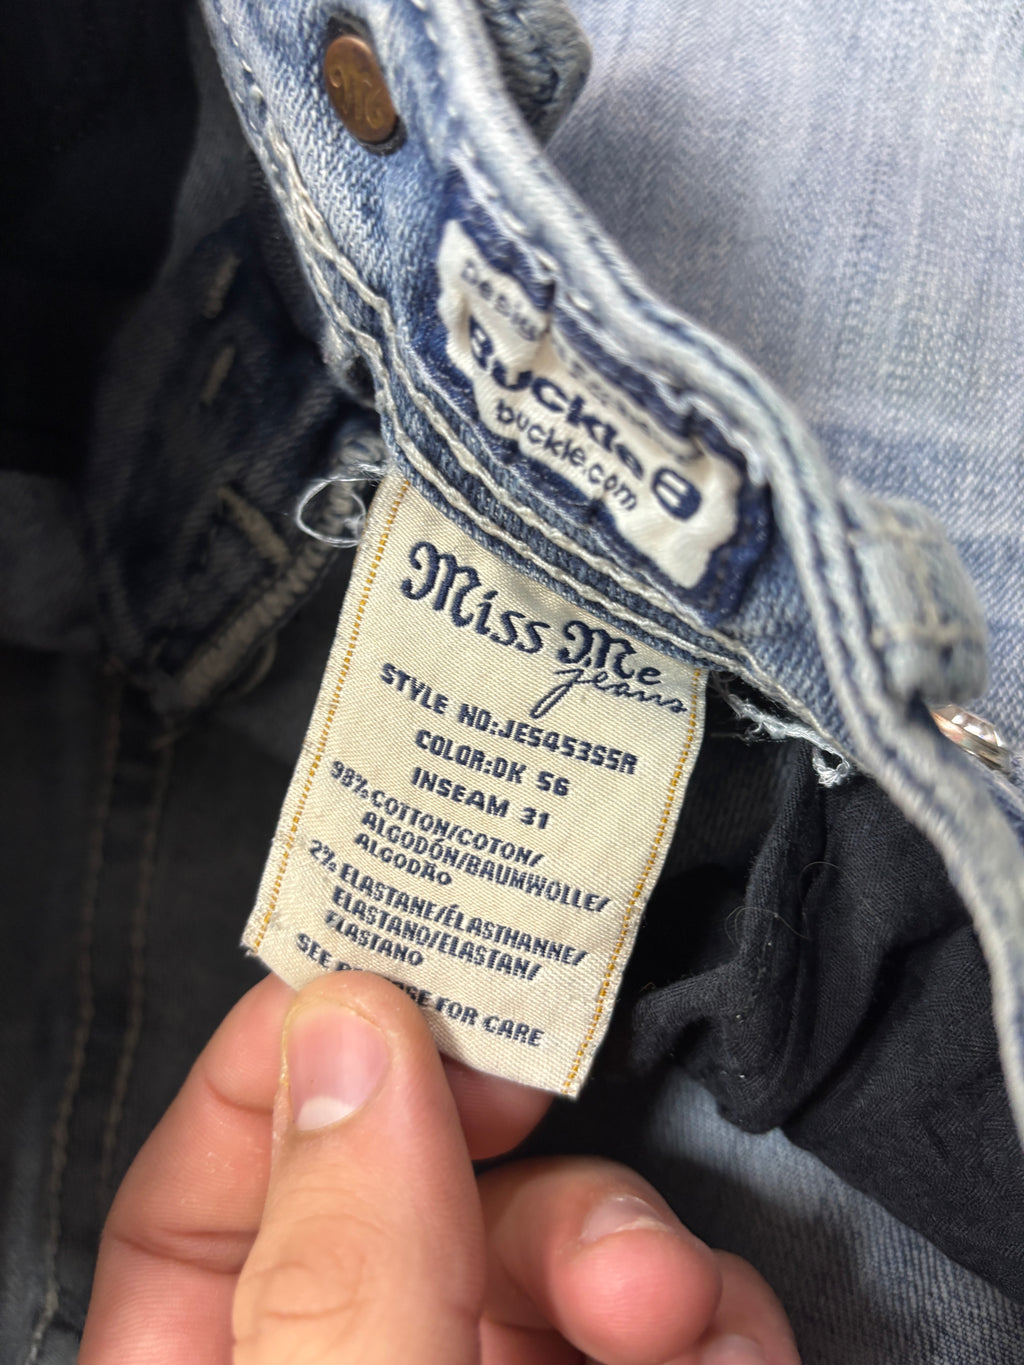 Buckle B
buckle.com
Miss Me
jeans
STYLE NO:JE5453S5R
COLOR:DK 56
INSEAM 31
98% COTTON/COTON/
ALGODÓN/BAUMWOLLE/
ALGODÃO
2% ELASTANE/ÉLASTHANNE/
ELASTANO/ELASTAN/
ELASTANO
SEE FOR CARE
M